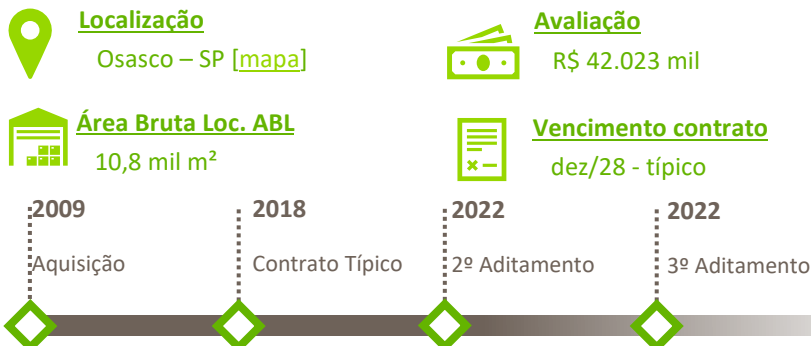 Localização
Osasco – SP [mapa]
Avaliação
R$ 42.023 mil
Área Bruta Loc. ABL
10,8 mil m²
Vencimento contrato
dez/28 - típico
2009
Aquisição
2018
Contrato Típico
2022
2º Aditamento
2022
3º Aditamento